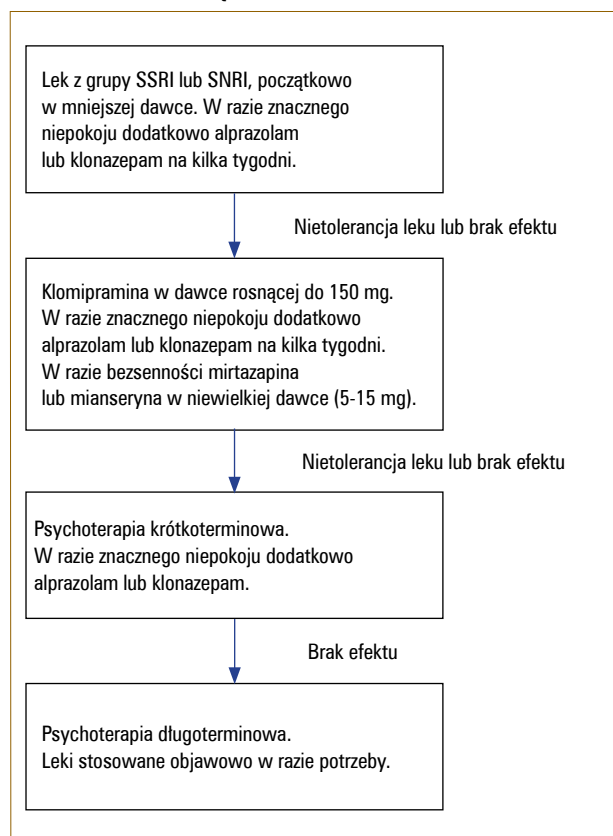 Lek z grupy SSRI lub SNRI, początkowo
w mniejszej dawce. W razie znacznego
niepokoju dodatkowo alprazolam
lub klonazepam na kilka tygodni.
Nietolerancja leku lub brak efektu
Klomipramina w dawce rosnącej do 150 mg.
W razie znacznego niepokoju dodatkowo
alprazolam lub klonazepam na kilka tygodni.
W razie bezsenności mirtazapina
lub mianseryna w niewielkiej dawce (5-15 mg).
Nietolerancja leku lub brak efektu
Psychoterapia krótkoterminowa.
W razie znacznego niepokoju dodatkowo
alprazolam lub klonazepam.
Brak efektu
Psychoterapia długoterminowa.
Leki stosowane objawowo w razie potrzeby.